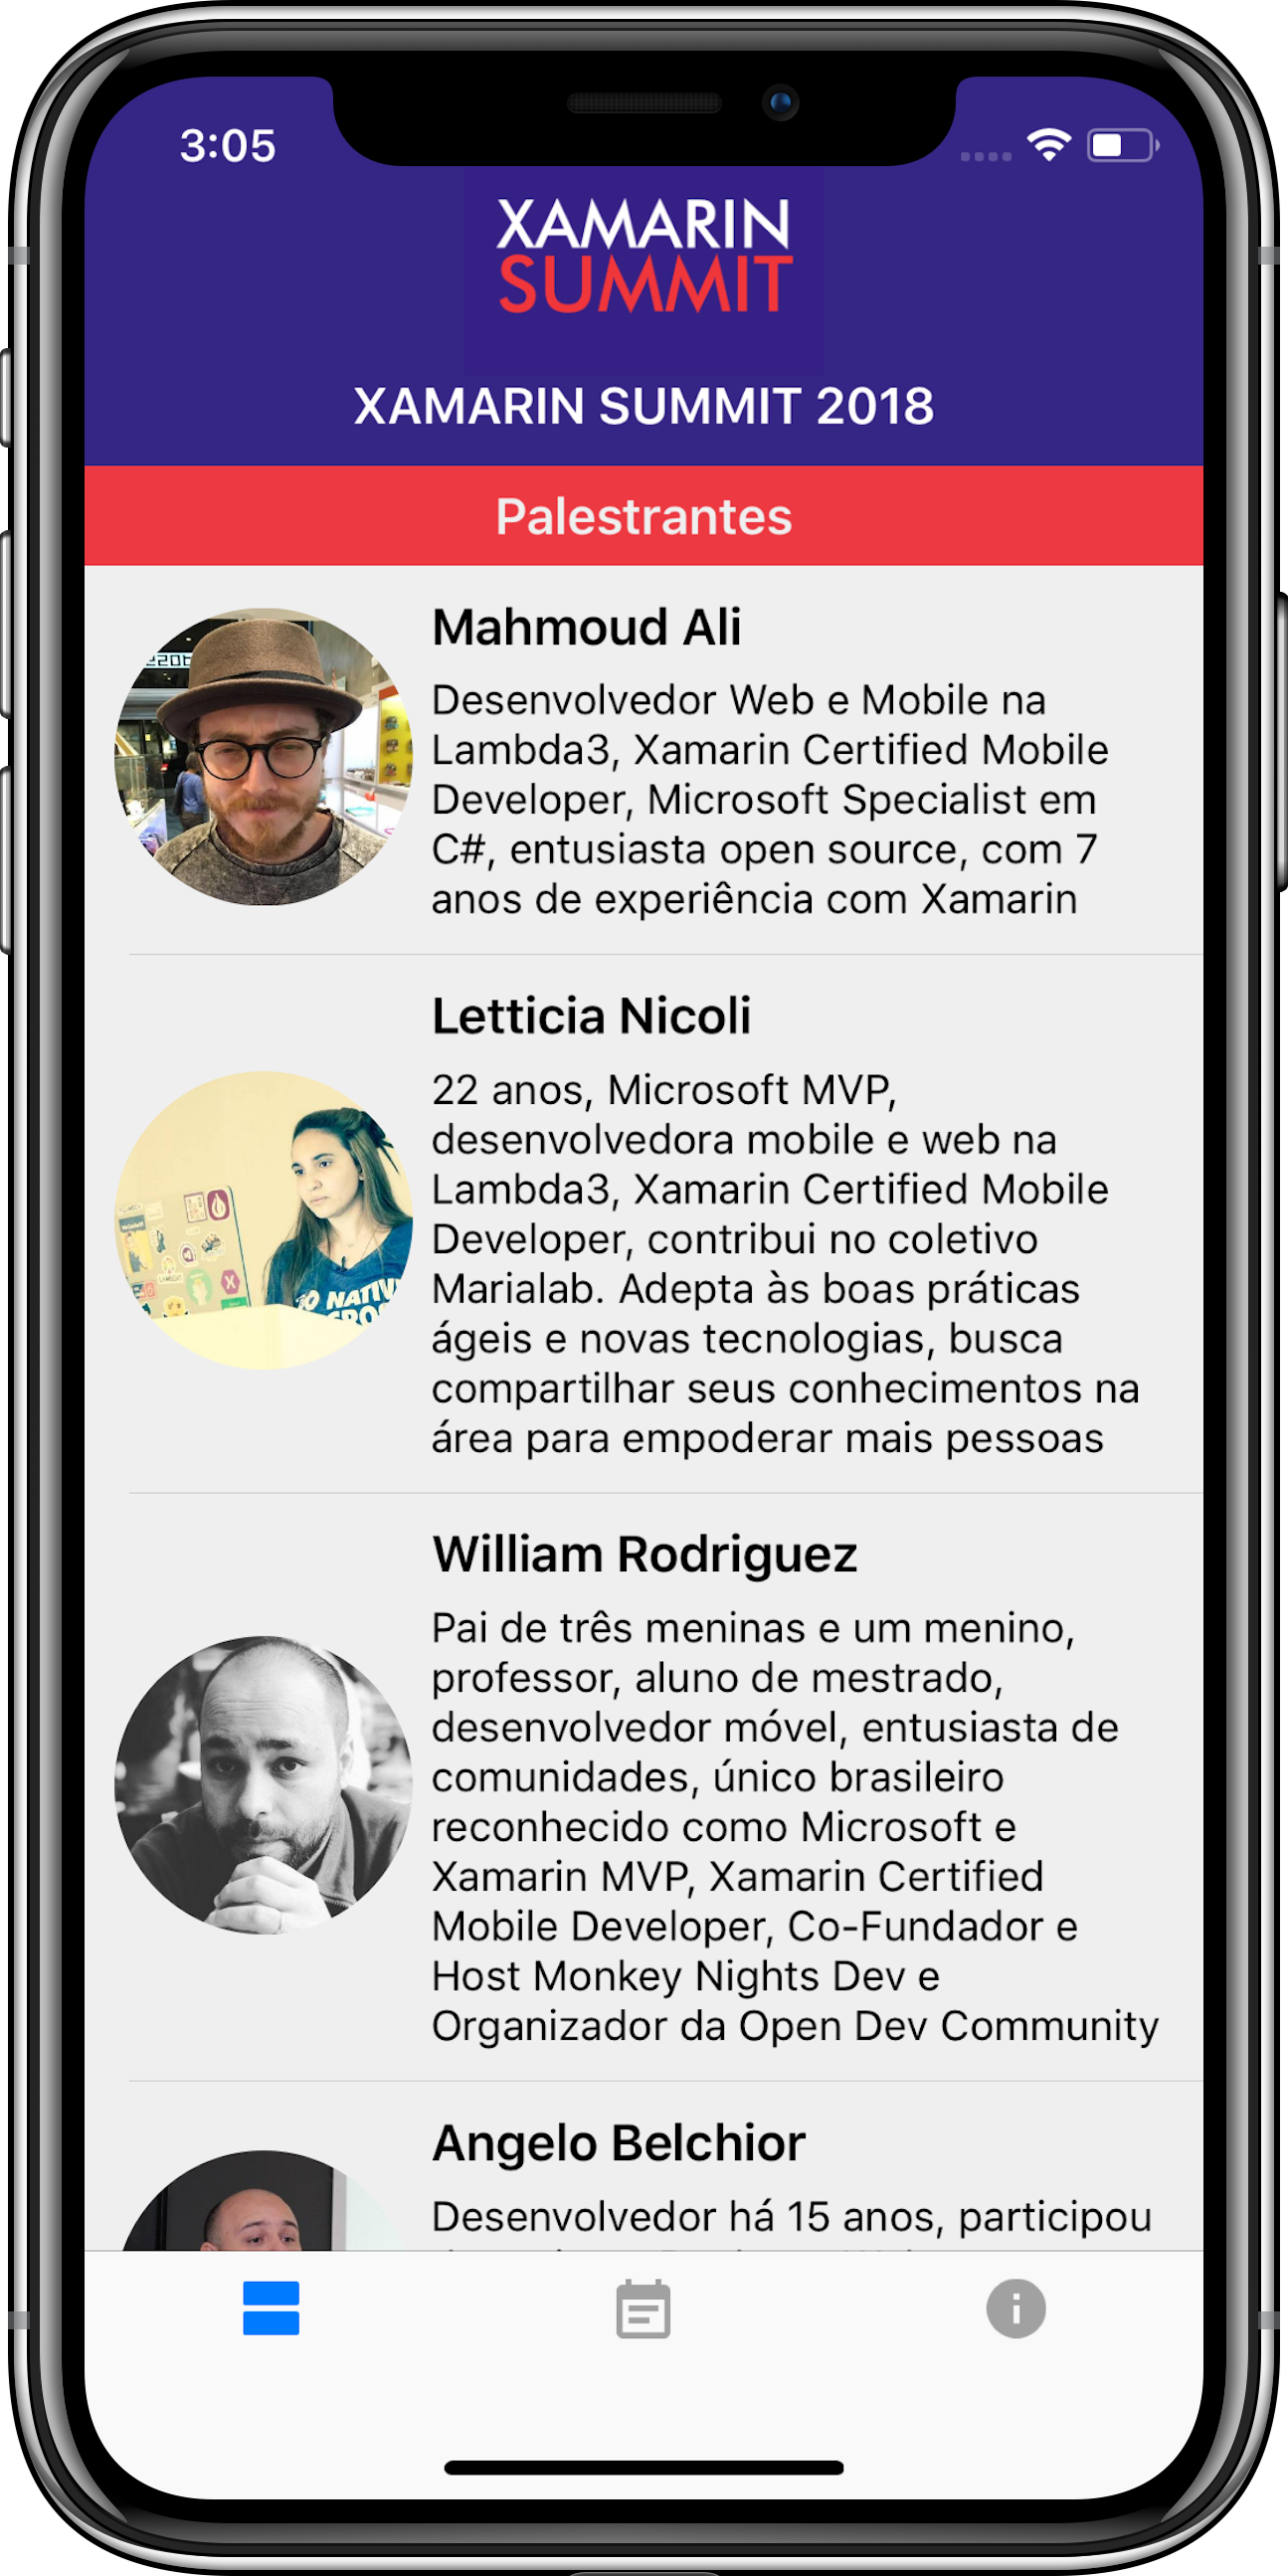 3:05
XAMARIN
SUMMIT
XAMARIN SUMMIT 2018
Palestrantes
Mahmoud Ali
Desenvolvedor Web e Mobile na
Lambda3, Xamarin Certified Mobile
Developer, Microsoft Specialist em
C#, entusiasta open source, com 7
anos de experiência com Xamarin
Letticia Nicoli
22 anos, Microsoft MVP,
desenvolvedora mobile e web na
Lambda3, Xamarin Certified Mobile
Developer, contribui no coletivo
Marialab. Adepta às boas práticas
ágeis e novas tecnologias, busca
compartilhar seus conhecimentos na
área para empoderar mais pessoas
NATIV
William Rodriguez
Pai de três meninas e um menino,
professor, aluno de mestrado,
desenvolvedor móvel, entusiasta de
comunidades, único brasileiro
reconhecido como Microsoft e
Xamarin MVP, Xamarin Certified
Mobile Developer, Co-Fundador e
Host Monkey Nights Dev e
Organizador da Open Dev Community
Angelo Belchior
Desenvolvedor há 15 anos, participou